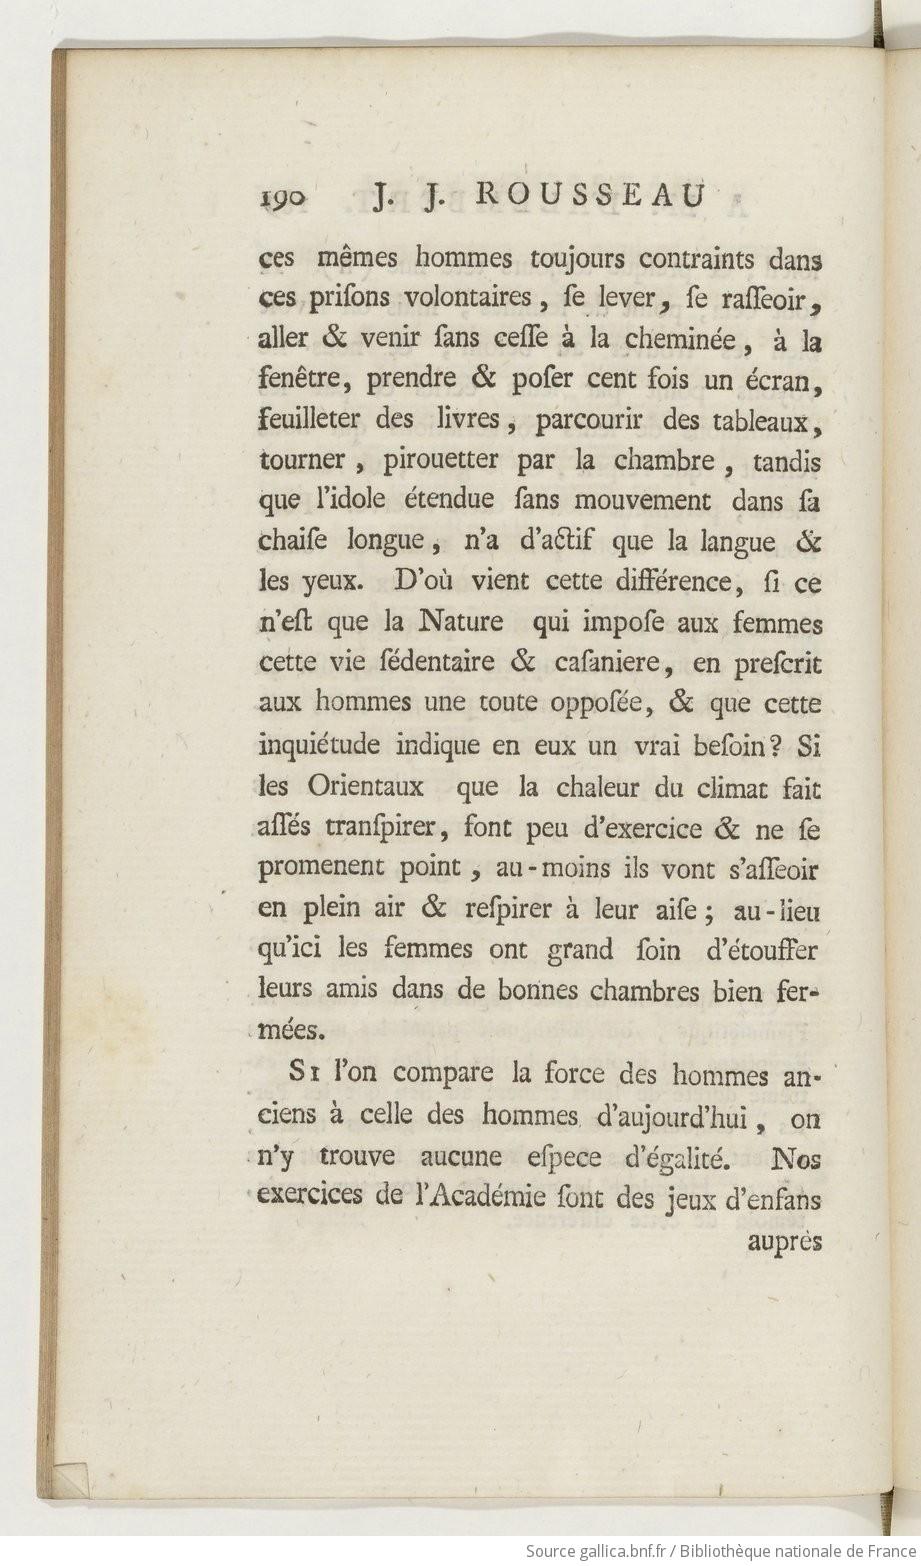 190 J. J. ROUSSEAU
ces mêmes hommes toujours contraints dans
ces priſons volontaires, ſe lever, ſe raſſeoir,
aller & venir ſans ceſſe à la cheminée, à la
fenêtre, prendre & poſer cent fois un écran,
feuilleter des livres, parcourir des tableaux,
tourner, pirouetter par la chambre, tandis
que l'idole étendue ſans mouvement dans ſa
chaiſe longue, n'a d'actif que la langue &
les yeux. D'où vient cette différence, ſi ce
n'eſt que la Nature qui impoſe aux femmes
cette vie ſédentaire & caſaniere, en preſcrit
aux hommes une toute oppoſée, & que cette
inquiétude indique en eux un vrai beſoin? Si
les Orientaux que la chaleur du climat fait
aſſés tranſpirer, font peu d'exercice & ne ſe
promenent point, au-moins ils vont s'aſſeoir
en plein air & reſpirer à leur aiſe; au-lieu
qu'ici les femmes ont grand ſoin d'étouffer
leurs amis dans de bonnes chambres bien fer-
mées.
SI l'on compare la force des hommes an-
ciens à celle des hommes d'aujourd'hui, on
n'y trouve aucune eſpece d'égalité. Nos
exercices de l'Académie ſont des jeux d'enfans
auprès
Source gallica.bnf.fr / Bibliothèque nationale de France